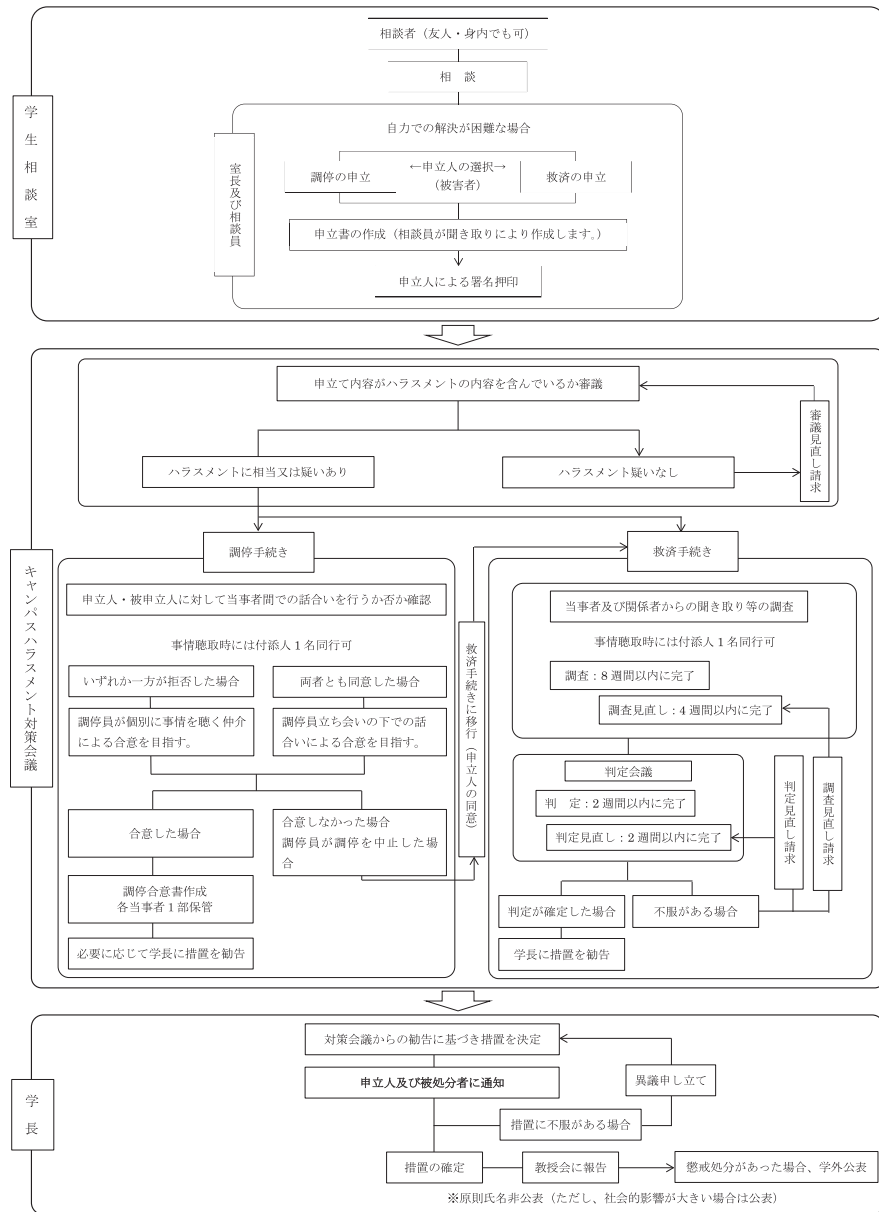 学生相談室
相談者（友人・身内でも可）
相　談
自力での解決が困難な場合
室長及び相談員
調停の申立
←申立人の選択→
（被害者）
救済の申立
申立書の作成（相談員が聞き取りにより作成します。）
申立人による署名押印
キャンパスハラスメント対策会議
申立て内容がハラスメントの内容を含んでいるか審議
審議見直し請求
ハラスメントに相当又は疑いあり
ハラスメント疑いなし
調停手続き
申立人・被申立人に対して当事者間での話合いを行うか否か確認
事情聴取時には付添人１名同行可
いずれか一方が拒否した場合
両者とも同意した場合
調停員が個別に事情を聴く仲介
による合意を目指す。
調停員立ち会いの下での話
合いによる合意を目指す。
合意した場合
合意しなかった場合
調停員が調停を中止した場
合
調停合意書作成
各当事者１部保管
必要に応じて学長に措置を勧告
救済手続きに移行（申立人の同意）
救済手続き
当事者及び関係者からの聞き取り等の調査
事情聴取時には付添人１名同行可
調査：８週間以内に完了
調査見直し：４週間以内に完了
判定会議
判　定：２週間以内に完了
判定見直し：２週間以内に完了
判定見直し請求
調査見直し請求
判定が確定した場合
不服がある場合
学長に措置を勧告
学長
対策会議からの勧告に基づき措置を決定
申立人及び被処分者に通知
異議申し立て
措置に不服がある場合
措置の確定
教授会に報告
懲戒処分があった場合、学外公表
※原則氏名非公表（ただし、社会的影響が大きい場合は公表）